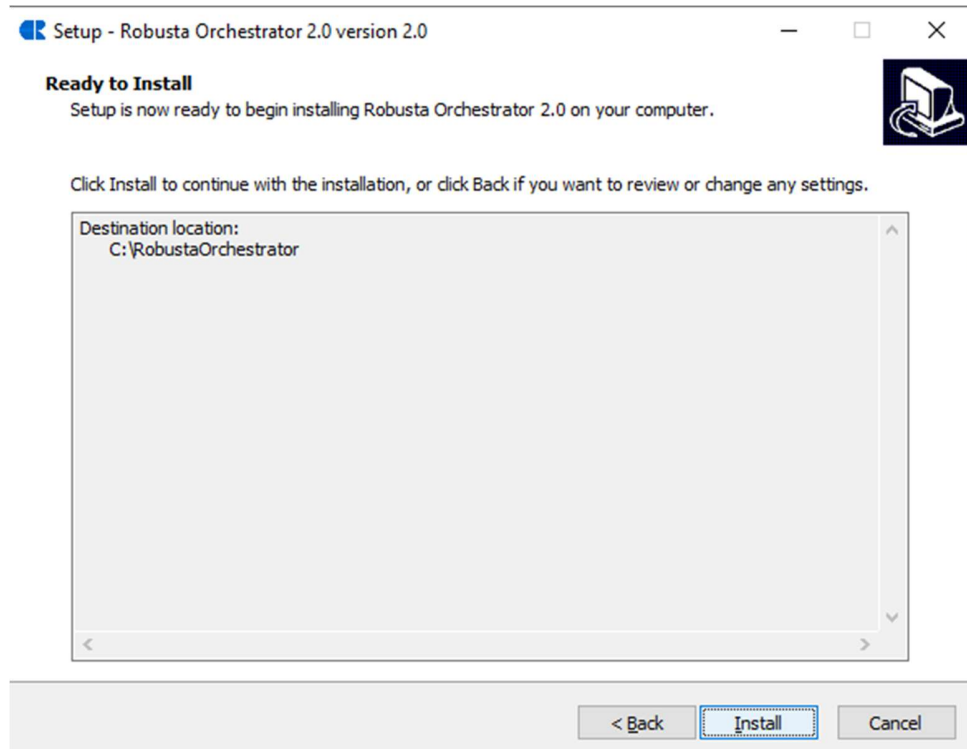 Setup - Robusta Orchestrator 2.0 version 2.0
Ready to Install
Setup is now ready to begin installing Robusta Orchestrator 2.0 on your computer.
Click Install to continue with the installation, or click Back if you want to review or change any settings.
Destination location:
C:\RobustaOrchestrator
< Back
Install
Cancel